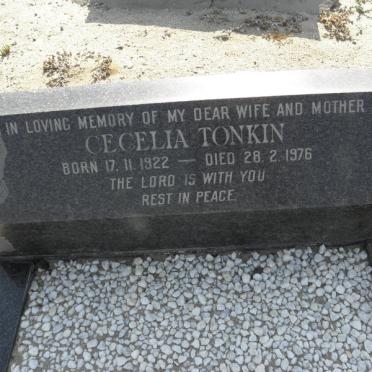 IN LOVING MEMORY OF MY DEAR WIFE AND MOTHER
CECELIA TONKIN
BORN 17. 11. 1922 — DIED 28. 2. 1976
THE LORD IS WITH YOU
REST IN PEACE.